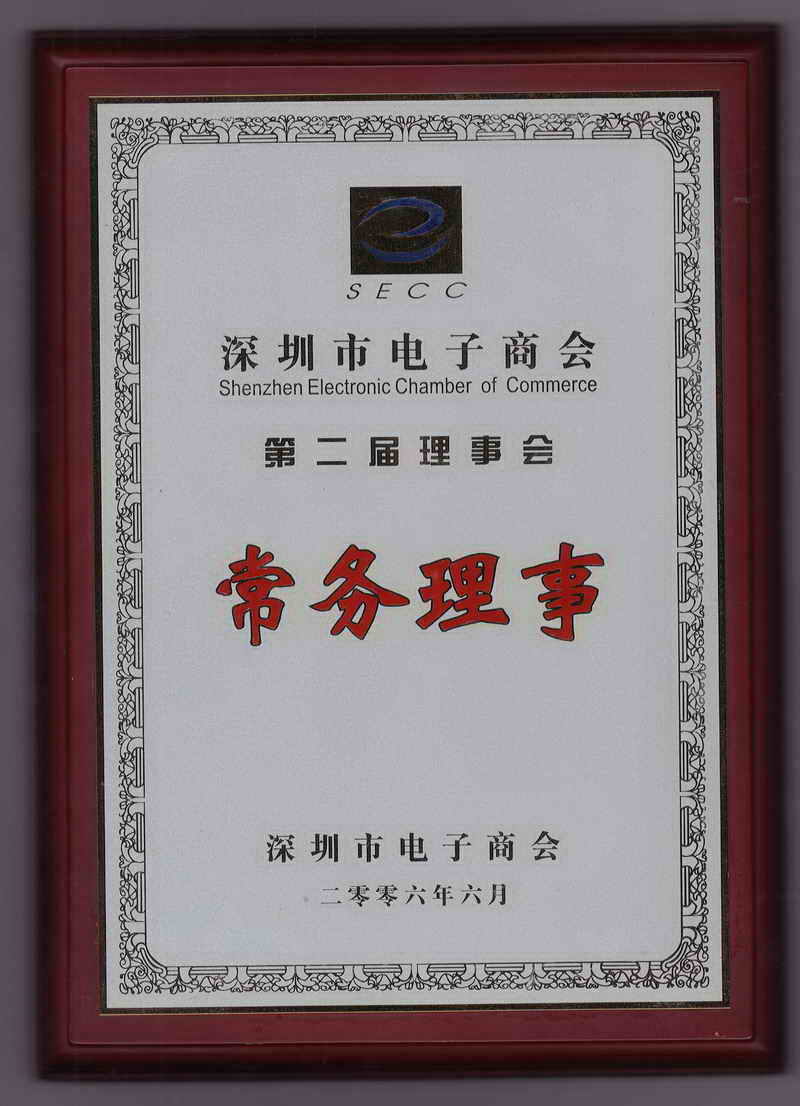 SECC
深圳市电子商会
Shenzhen Electronic Chamber of Commerce
第二届理事会
常务理事
深圳市电子商会
二零零六年六月